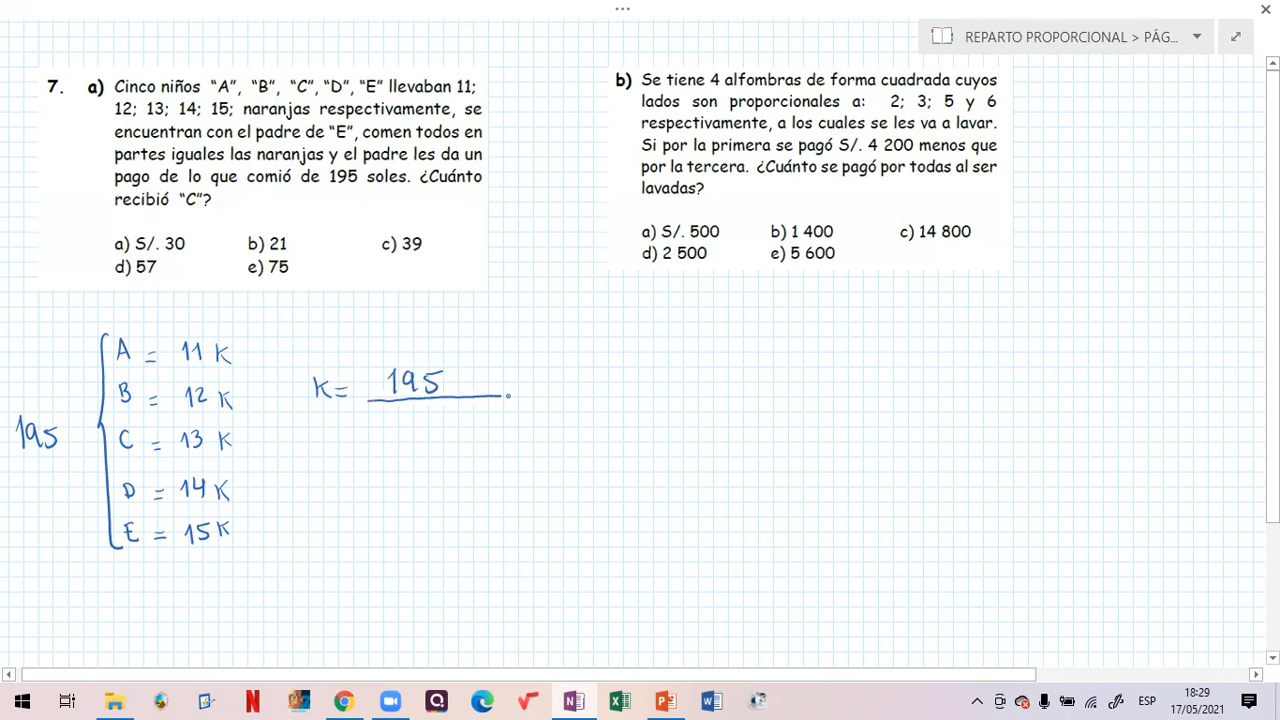 REPARTO PROPORCIONAL > PÁG...
7. a) Cinco niños “A”, “B”, “C”, “D”, “E” llevaban 11;
12; 13; 14; 15; naranjas respectivamente, se
encuentran con el padre de “E”, comen todos en
partes iguales las naranjas y el padre les da un
pago de lo que comió de 195 soles. ¿Cuánto
recibió “C”?
a) S/. 30 b) 21 c) 39
d) 57 e) 75
b) Se tiene 4 alfombras de forma cuadrada cuyos
lados son proporcionales a: 2; 3; 5 y 6
respectivamente, a los cuales se les va a lavar.
Si por la primera se pagó S/. 4 200 menos que
por la tercera. ¿Cuánto se pagó por todas al ser
lavadas?
a) S/. 500 b) 1 400 c) 14 800
d) 2 500 e) 5 600
195
A = 11 K
B = 12 K
C = 13 K
D = 14 K
E = 15 K
K = 195
ESP
18:29
17/05/2021